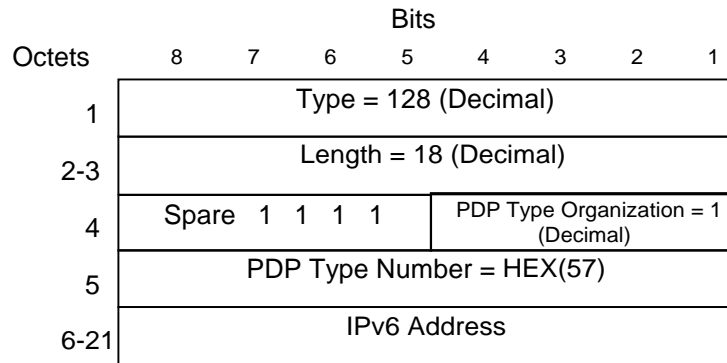 Bits
Octets 8 7 6 5 4 3 2 1
1 Type = 128 (Decimal)
2-3 Length = 18 (Decimal)
4 Spare 1 1 1 1 PDP Type Organization = 1
(Decimal)
5 PDP Type Number = HEX(57)
6-21 IPv6 Address